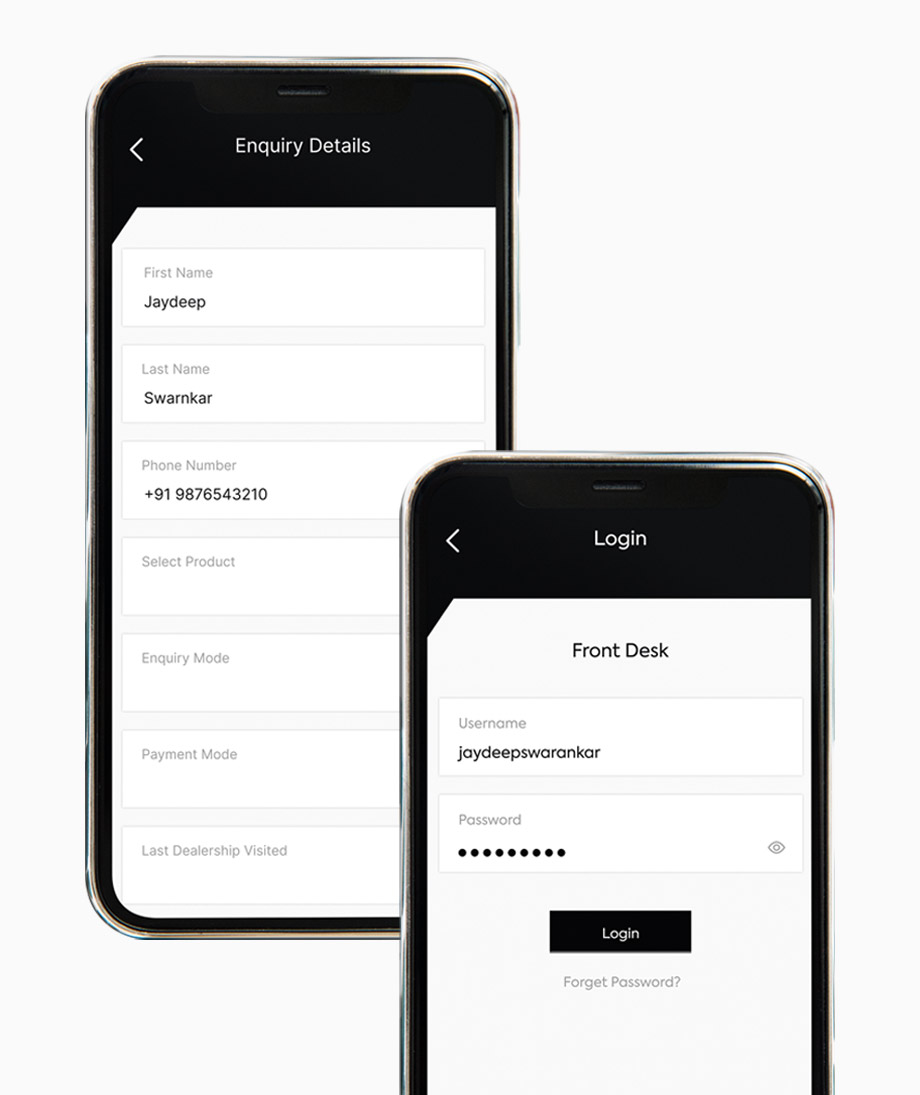 Enquiry Details
First Name
Jaydeep
Last Name
Swarnkar
Phone Number
+91 9876543210
Select Product
Enquiry Mode
Payment Mode
Last Dealership Visited
Login
Front Desk
Username
jaydeepswarankar
Password
•••••••••
Login
Forget Password?